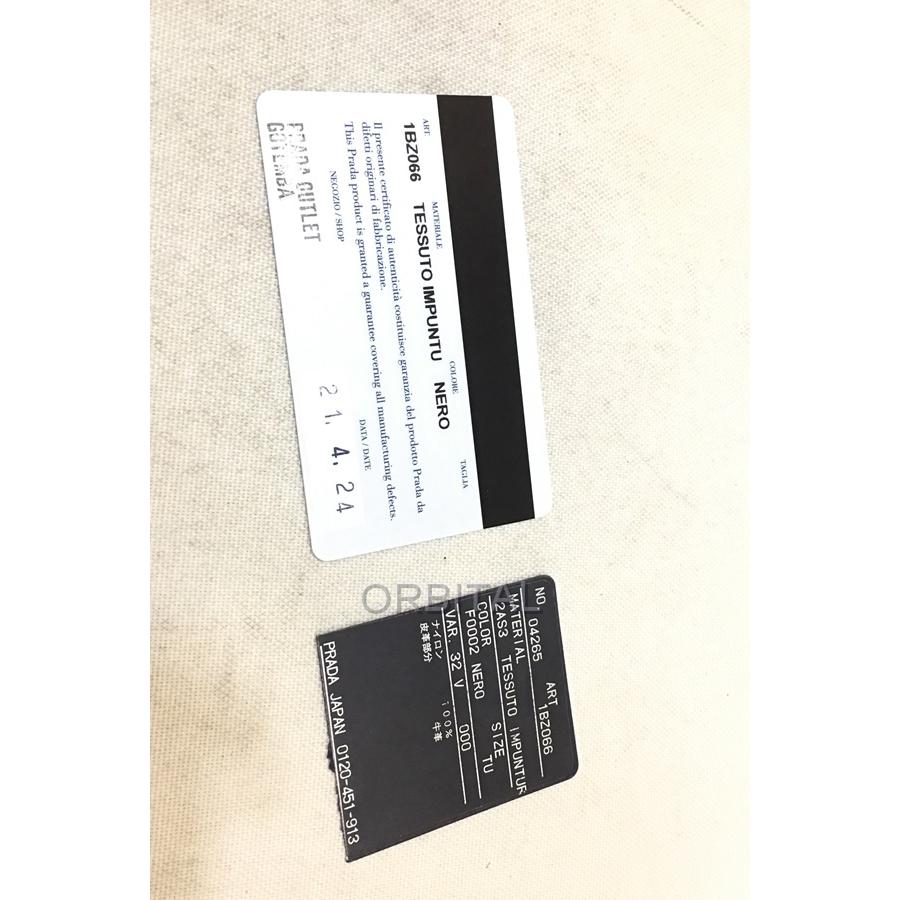 ART. MATERIALE COLORE TAGLIA
1BZ066 TESSUTO IMPUNTU NERO
Il presente certificato di autenticità costituisce garanzia del prodotto Prada da
difetti originari di fabbricazione.
This Prada product is granted a guarantee covering all manufacturing defects.
NEGOZIO / SHOP DATA / DATE
PRADA OUTLET 21. 4. 24
GOTEMBA
ORBITAL
NO 04265 ART 1BZ066
MATERIAL
2AS3 TESSUTO IMPUNTUR
COLOR SIZE
F0002 NERO TU
VAR. 32 V 000
ナイロン 100%
皮革部分 牛革
PRADA JAPAN 0120-451-913